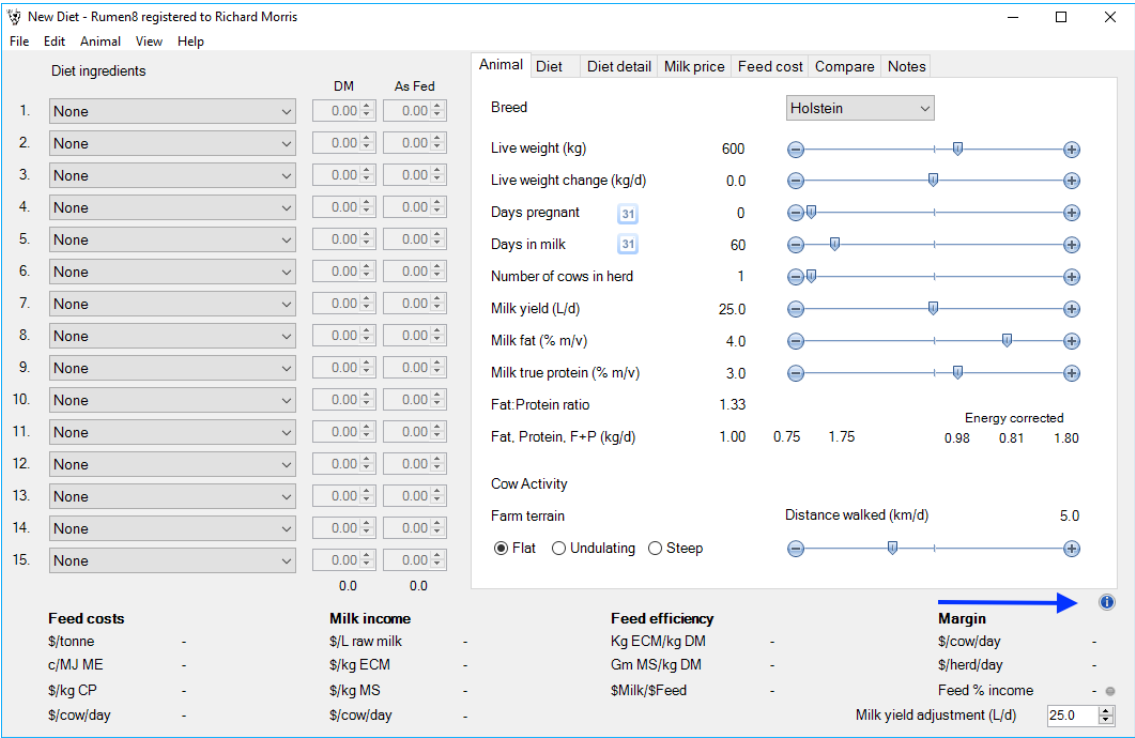 New Diet - Rumen8 registered to Richard Morris
File Edit Animal View Help
Diet ingredients
DM As Fed
1. None 0.00 0.00
2. None 0.00 0.00
3. None 0.00 0.00
4. None 0.00 0.00
5. None 0.00 0.00
6. None 0.00 0.00
7. None 0.00 0.00
8. None 0.00 0.00
9. None 0.00 0.00
10. None 0.00 0.00
11. None 0.00 0.00
12. None 0.00 0.00
13. None 0.00 0.00
14. None 0.00 0.00
15. None 0.00 0.00
0.0 0.0
Animal Diet Diet detail Milk price Feed cost Compare Notes
Breed Holstein
Live weight (kg) 600
Live weight change (kg/d) 0.0
Days pregnant 31 0
Days in milk 31 60
Number of cows in herd 1
Milk yield (L/d) 25.0
Milk fat (% m/v) 4.0
Milk true protein (% m/v) 3.0
Fat:Protein ratio 1.33
Energy corrected
Fat, Protein, F+P (kg/d) 1.00 0.75 1.75 0.98 0.81 1.80
Cow Activity
Farm terrain Distance walked (km/d) 5.0
Flat Undulating Steep
Feed costs
$/tonne -
c/MJ ME -
$/kg CP -
$/cow/day -
Milk income
$/L raw milk -
$/kg ECM -
$/kg MS -
$/cow/day -
Feed efficiency
Kg ECM/kg DM -
Gm MS/kg DM -
$Milk/$Feed -
Margin
$/cow/day -
$/herd/day -
Feed % income -
Milk yield adjustment (L/d) 25.0